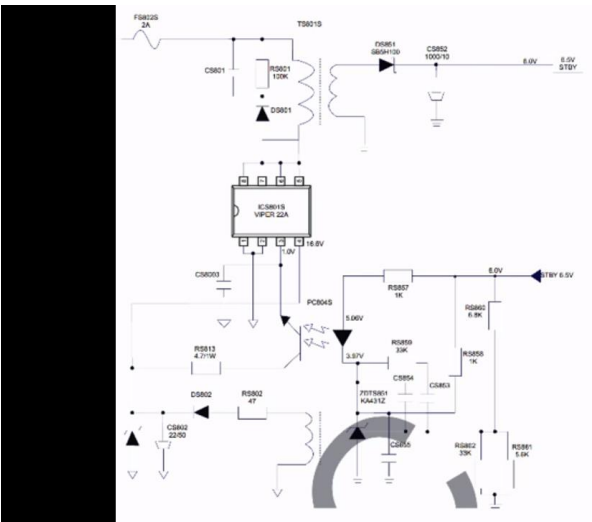 FS802S
2A
TS801S
DS851
SB5H100
CS852
1000/10
6.0V
6.5V
STBY
CS801
RS801
100K
DS801
ICS801S
VIPER 22A
1.0V
16.8V
CS8003
PC804S
RS857
1K
6.0V
STBY 6.5V
5.06V
RS860
6.8K
RS813
4.7/1W
3.97V
RS859
33K
RS858
1K
CS854
CS853
ZDTS851
KA431Z
DS802
RS802
47
CS802
22/50
CS855
RS862
33K
RS861
5.6K